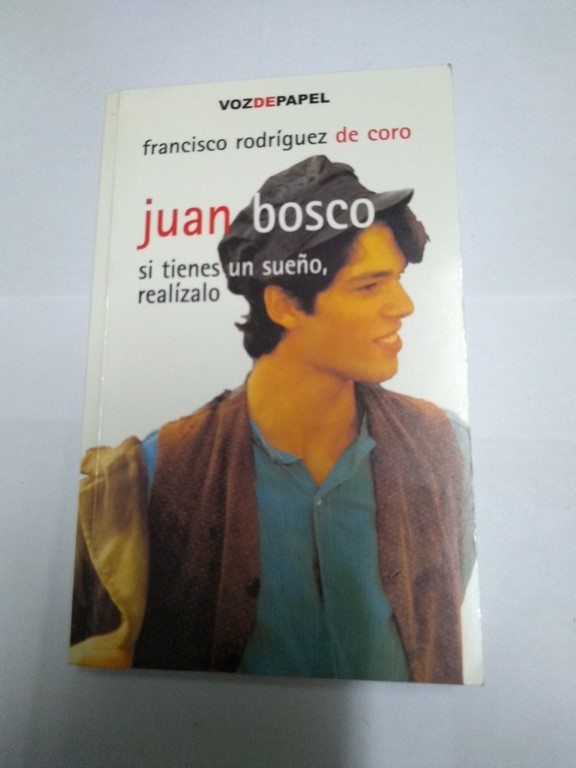 VOZDEPAPEL
francisco rodríguez de coro
juan bosco
si tienes un sueño,
realízalo